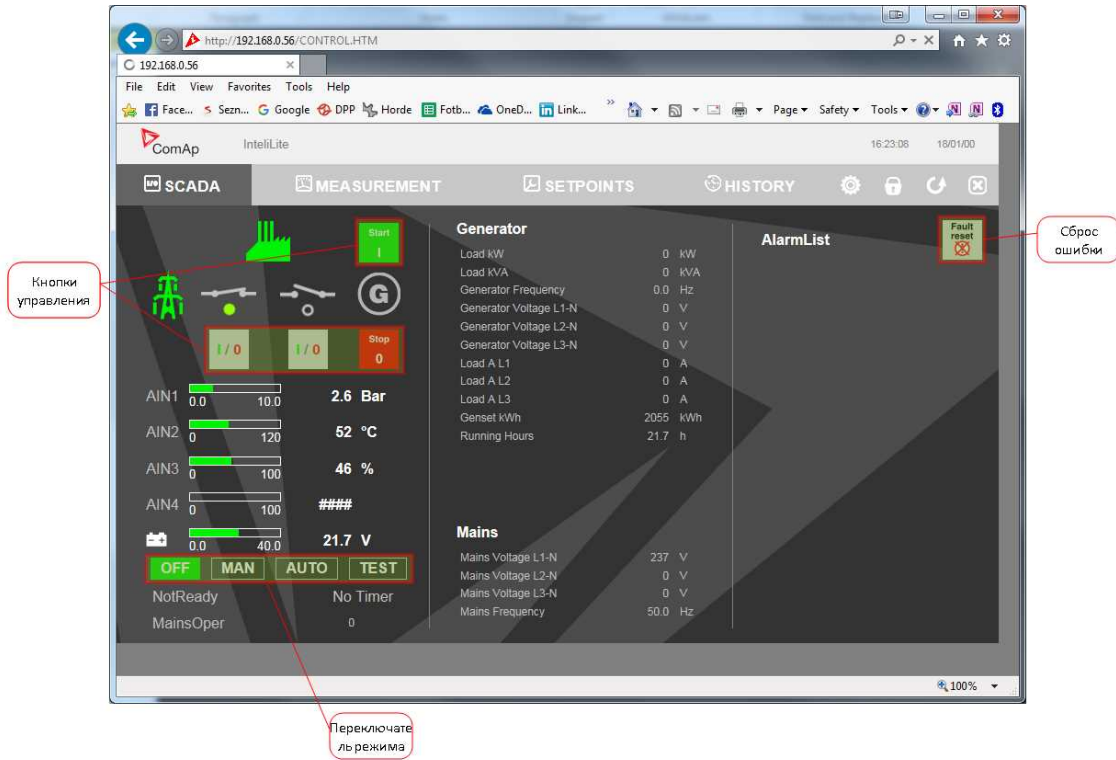 http://192.168.0.56/CONTROL.HTM
192.168.0.56
File Edit View Favorites Tools Help
Face... Sezn... Google DPP Horde Fotb... OneD... Link... » Page Safety Tools
ComAp InteliLite 16:23:08 18/01/00
SCADA MEASUREMENT SETPOINTS HISTORY
Кнопки
управления
Start
I
G
I / 0 I / 0 Stop
0
AIN1 0.0 10.0 2.6 Bar
AIN2 0 120 52 °C
AIN3 0 100 46 %
AIN4 0 100 ####
0.0 40.0 21.7 V
OFF MAN AUTO TEST
NotReady No Timer
MainsOper 0
Generator
Load kW 0 kW
Load kVA 0 kVA
Generator Frequency 0.0 Hz
Generator Voltage L1-N 0 V
Generator Voltage L2-N 0 V
Generator Voltage L3-N 0 V
Load A L1 0 A
Load A L2 0 A
Load A L3 0 A
Genset kWh 2055 kWh
Running Hours 21.7 h
Mains
Mains Voltage L1-N 237 V
Mains Voltage L2-N 0 V
Mains Voltage L3-N 0 V
Mains Frequency 50.0 Hz
AlarmList
Fault
reset
Сброс
ошибки
100%
Переключате
ль режима